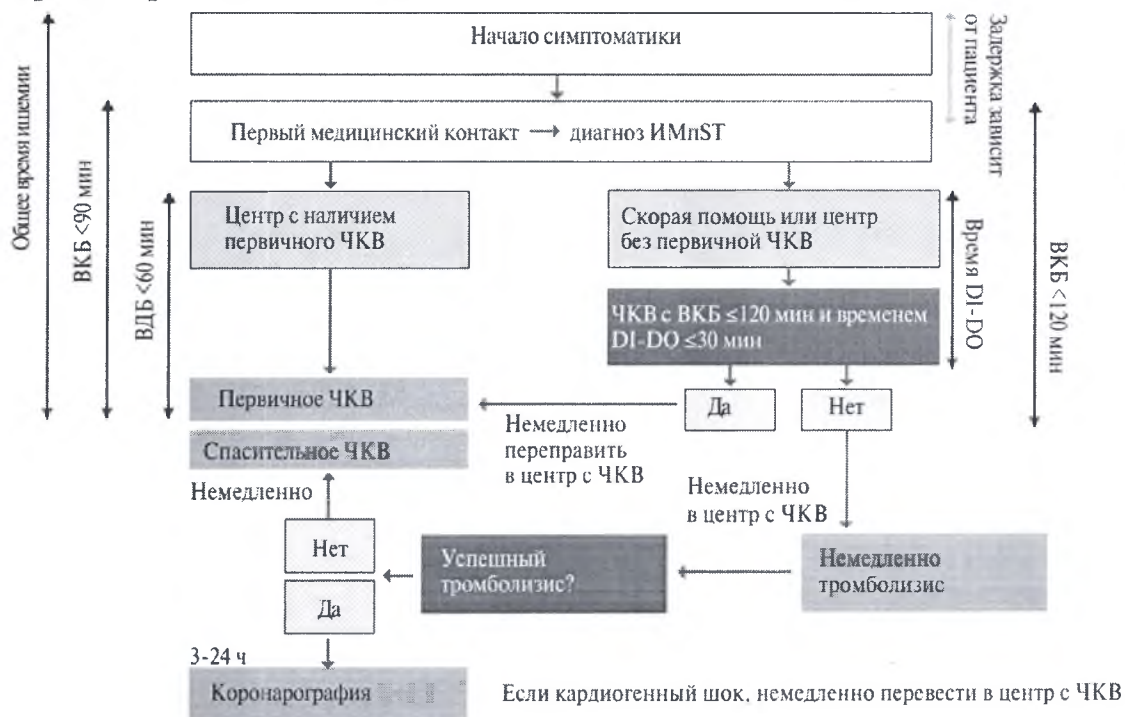 Начало симптоматики
Задержка зависит
от пациента
Общее время ишемии
ВКБ <90 мин
ВДБ <60 мин
Первый медицинский контакт → диагноз ИМпST
Центр с наличием
первичного ЧКВ
Скорая помощь или центр
без первичной ЧКВ
Время DI-DO
ВКБ <120 мин
ЧКВ с ВКБ ≤120 мин и временем
DI-DO ≤30 мин
Первичное ЧКВ
Да
Нет
Немедленно
переправить
в центр с ЧКВ
Спасительное ЧКВ
Немедленно
Немедленно
в центр с ЧКВ
Нет
Успешный
тромболизис?
Немедленно
тромболизис
Да
3-24 ч
Коронарография
Если кардиогенный шок, немедленно перевести в центр с ЧКВ